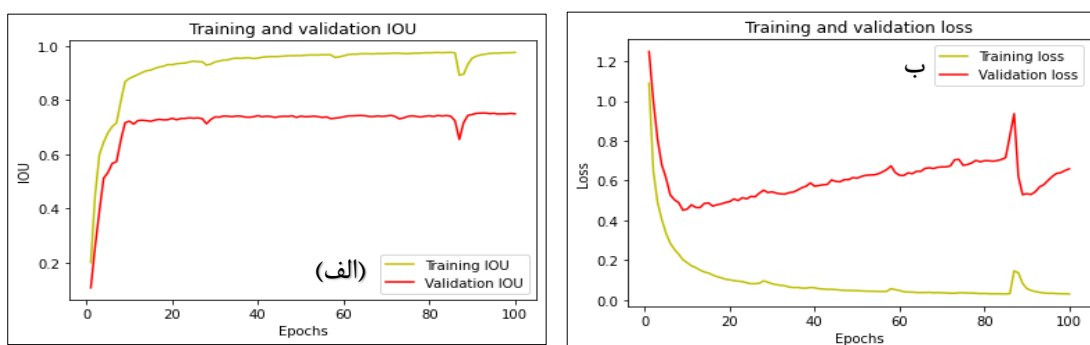 Training and validation IOU
1.0
0.8
0.6
0.4
0.2
IOU
(الف)
Training IOU
Validation IOU
0 20 40 60 80 100
Epochs
Training and validation loss
1.2
1.0
0.8
0.6
0.4
0.2
0.0
Loss
ب
Training loss
Validation loss
0 20 40 60 80 100
Epochs